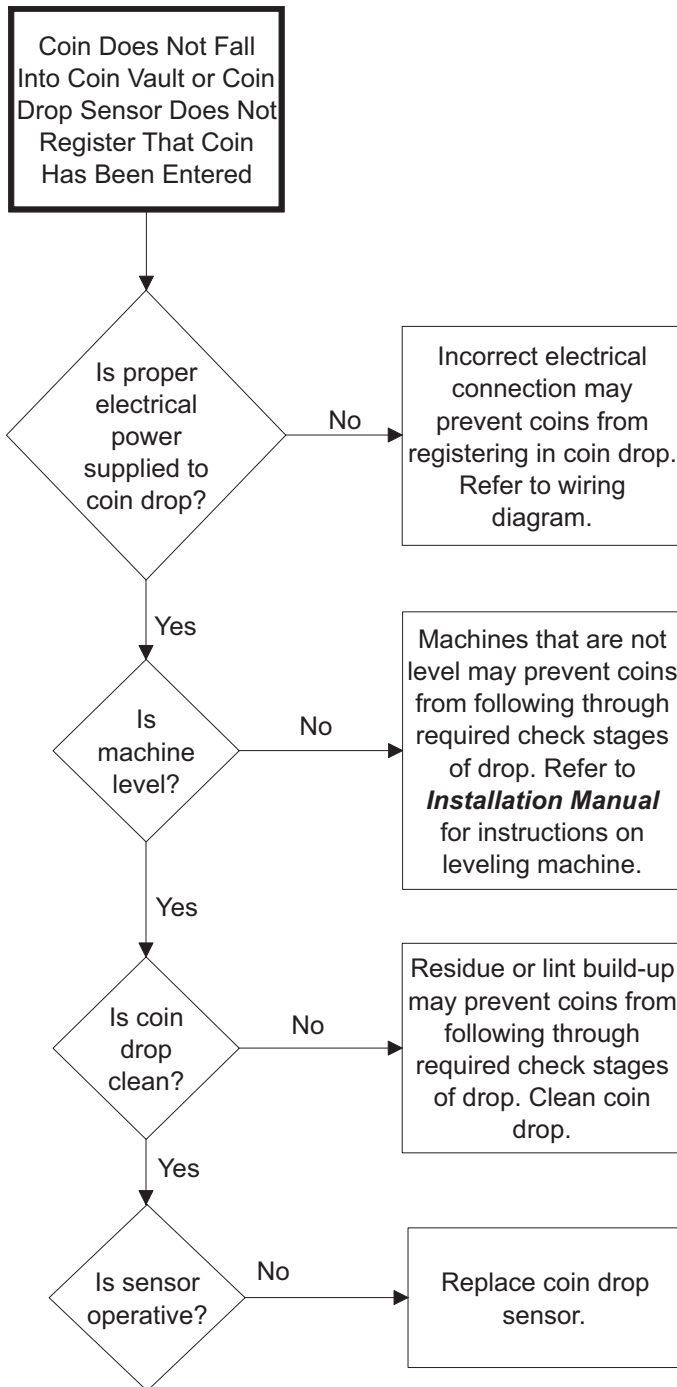 Coin Does Not Fall
Into Coin Vault or Coin
Drop Sensor Does Not
Register That Coin
Has Been Entered
Is proper
electrical
power
supplied to
coin drop?
No
Incorrect electrical
connection may
prevent coins from
registering in coin drop.
Refer to wiring
diagram.
Yes
Is
machine
level?
No
Machines that are not
level may prevent coins
from following through
required check stages
of drop. Refer to
Installation Manual
for instructions on
leveling machine.
Yes
Is coin
drop
clean?
No
Residue or lint build-up
may prevent coins from
following through
required check stages
of drop. Clean coin
drop.
Yes
Is sensor
operative?
No
Replace coin drop
sensor.